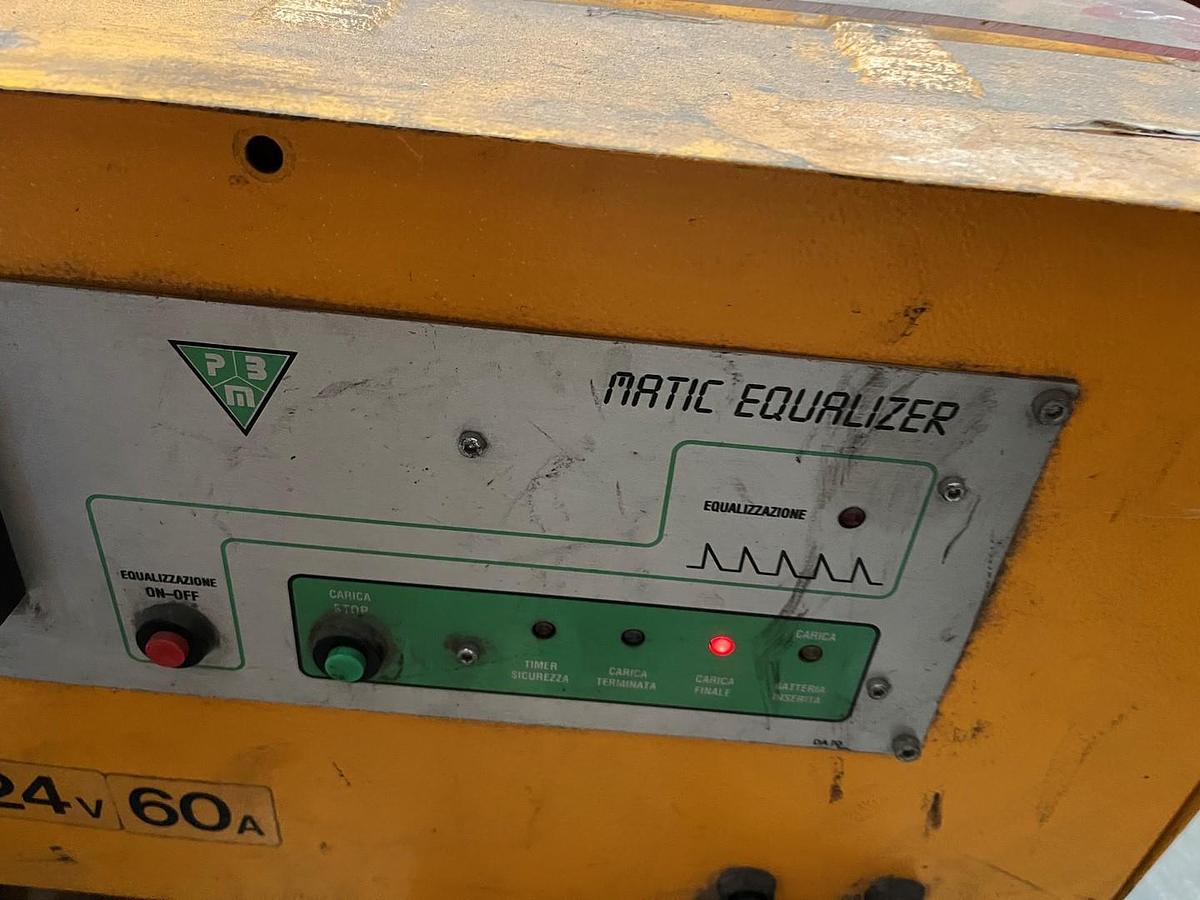 P B
M
MATIC EQUALIZER
EQUALIZZAZIONE
EQUALIZZAZIONE
ON-OFF
CARICA
STOP
TIMER
SICUREZZA
CARICA
TERMINATA
CARICA
FINALE
CARICA
BATTERIA
INSERITA
24V 60A